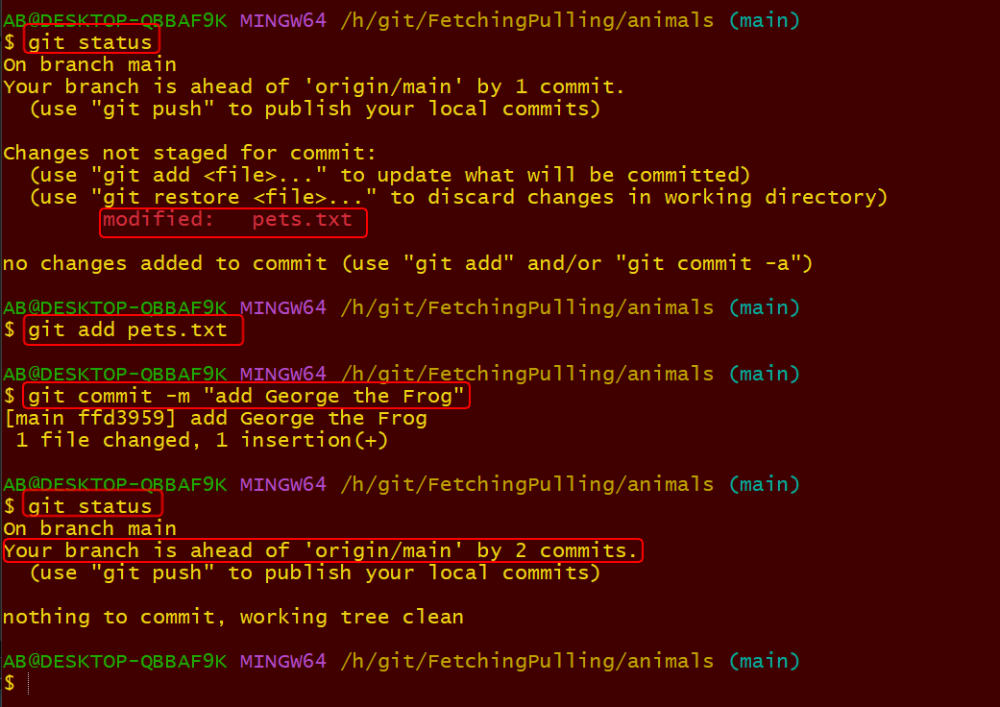 AB@DESKTOP-QBBAF9K MINGW64 /h/git/FetchingPulling/animals (main)
$ git status
On branch main
Your branch is ahead of 'origin/main' by 1 commit.
  (use "git push" to publish your local commits)

Changes not staged for commit:
  (use "git add <file>..." to update what will be committed)
  (use "git restore <file>..." to discard changes in working directory)
        modified:   pets.txt

no changes added to commit (use "git add" and/or "git commit -a")

AB@DESKTOP-QBBAF9K MINGW64 /h/git/FetchingPulling/animals (main)
$ git add pets.txt

AB@DESKTOP-QBBAF9K MINGW64 /h/git/FetchingPulling/animals (main)
$ git commit -m "add George the Frog"
[main ffd3959] add George the Frog
 1 file changed, 1 insertion(+)

AB@DESKTOP-QBBAF9K MINGW64 /h/git/FetchingPulling/animals (main)
$ git status
On branch main
Your branch is ahead of 'origin/main' by 2 commits.
  (use "git push" to publish your local commits)

nothing to commit, working tree clean

AB@DESKTOP-QBBAF9K MINGW64 /h/git/FetchingPulling/animals (main)
$